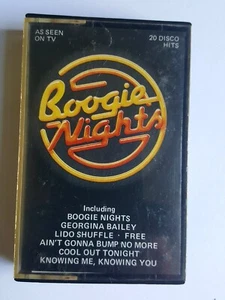 AS SEEN
ON TV
20 DISCO
HITS
Boogie
Nights
Including
BOOGIE NIGHTS
GEORGINA BAILEY
LIDO SHUFFLE · FREE
AIN'T GONNA BUMP NO MORE
COOL OUT TONIGHT
KNOWING ME, KNOWING YOU